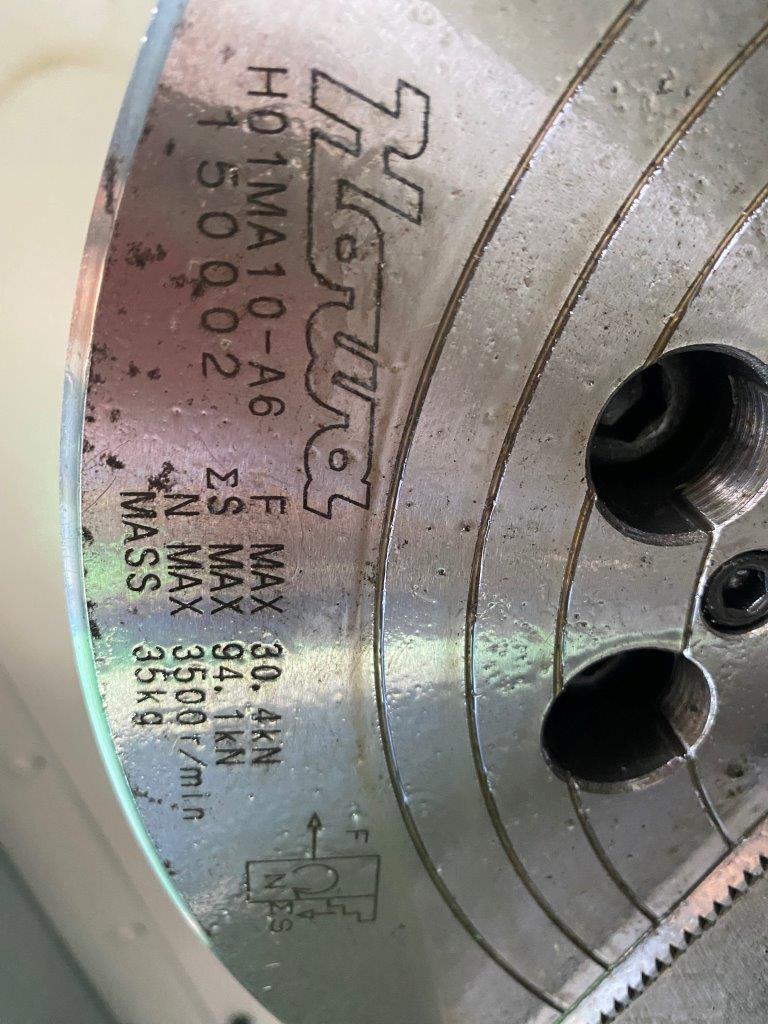 Howa
H01MA10-A6
150002
F MAX 30.4kN
ΣS MAX 94.1kN
N MAX 3500r/min
MASS 35kg
F
N ΣS